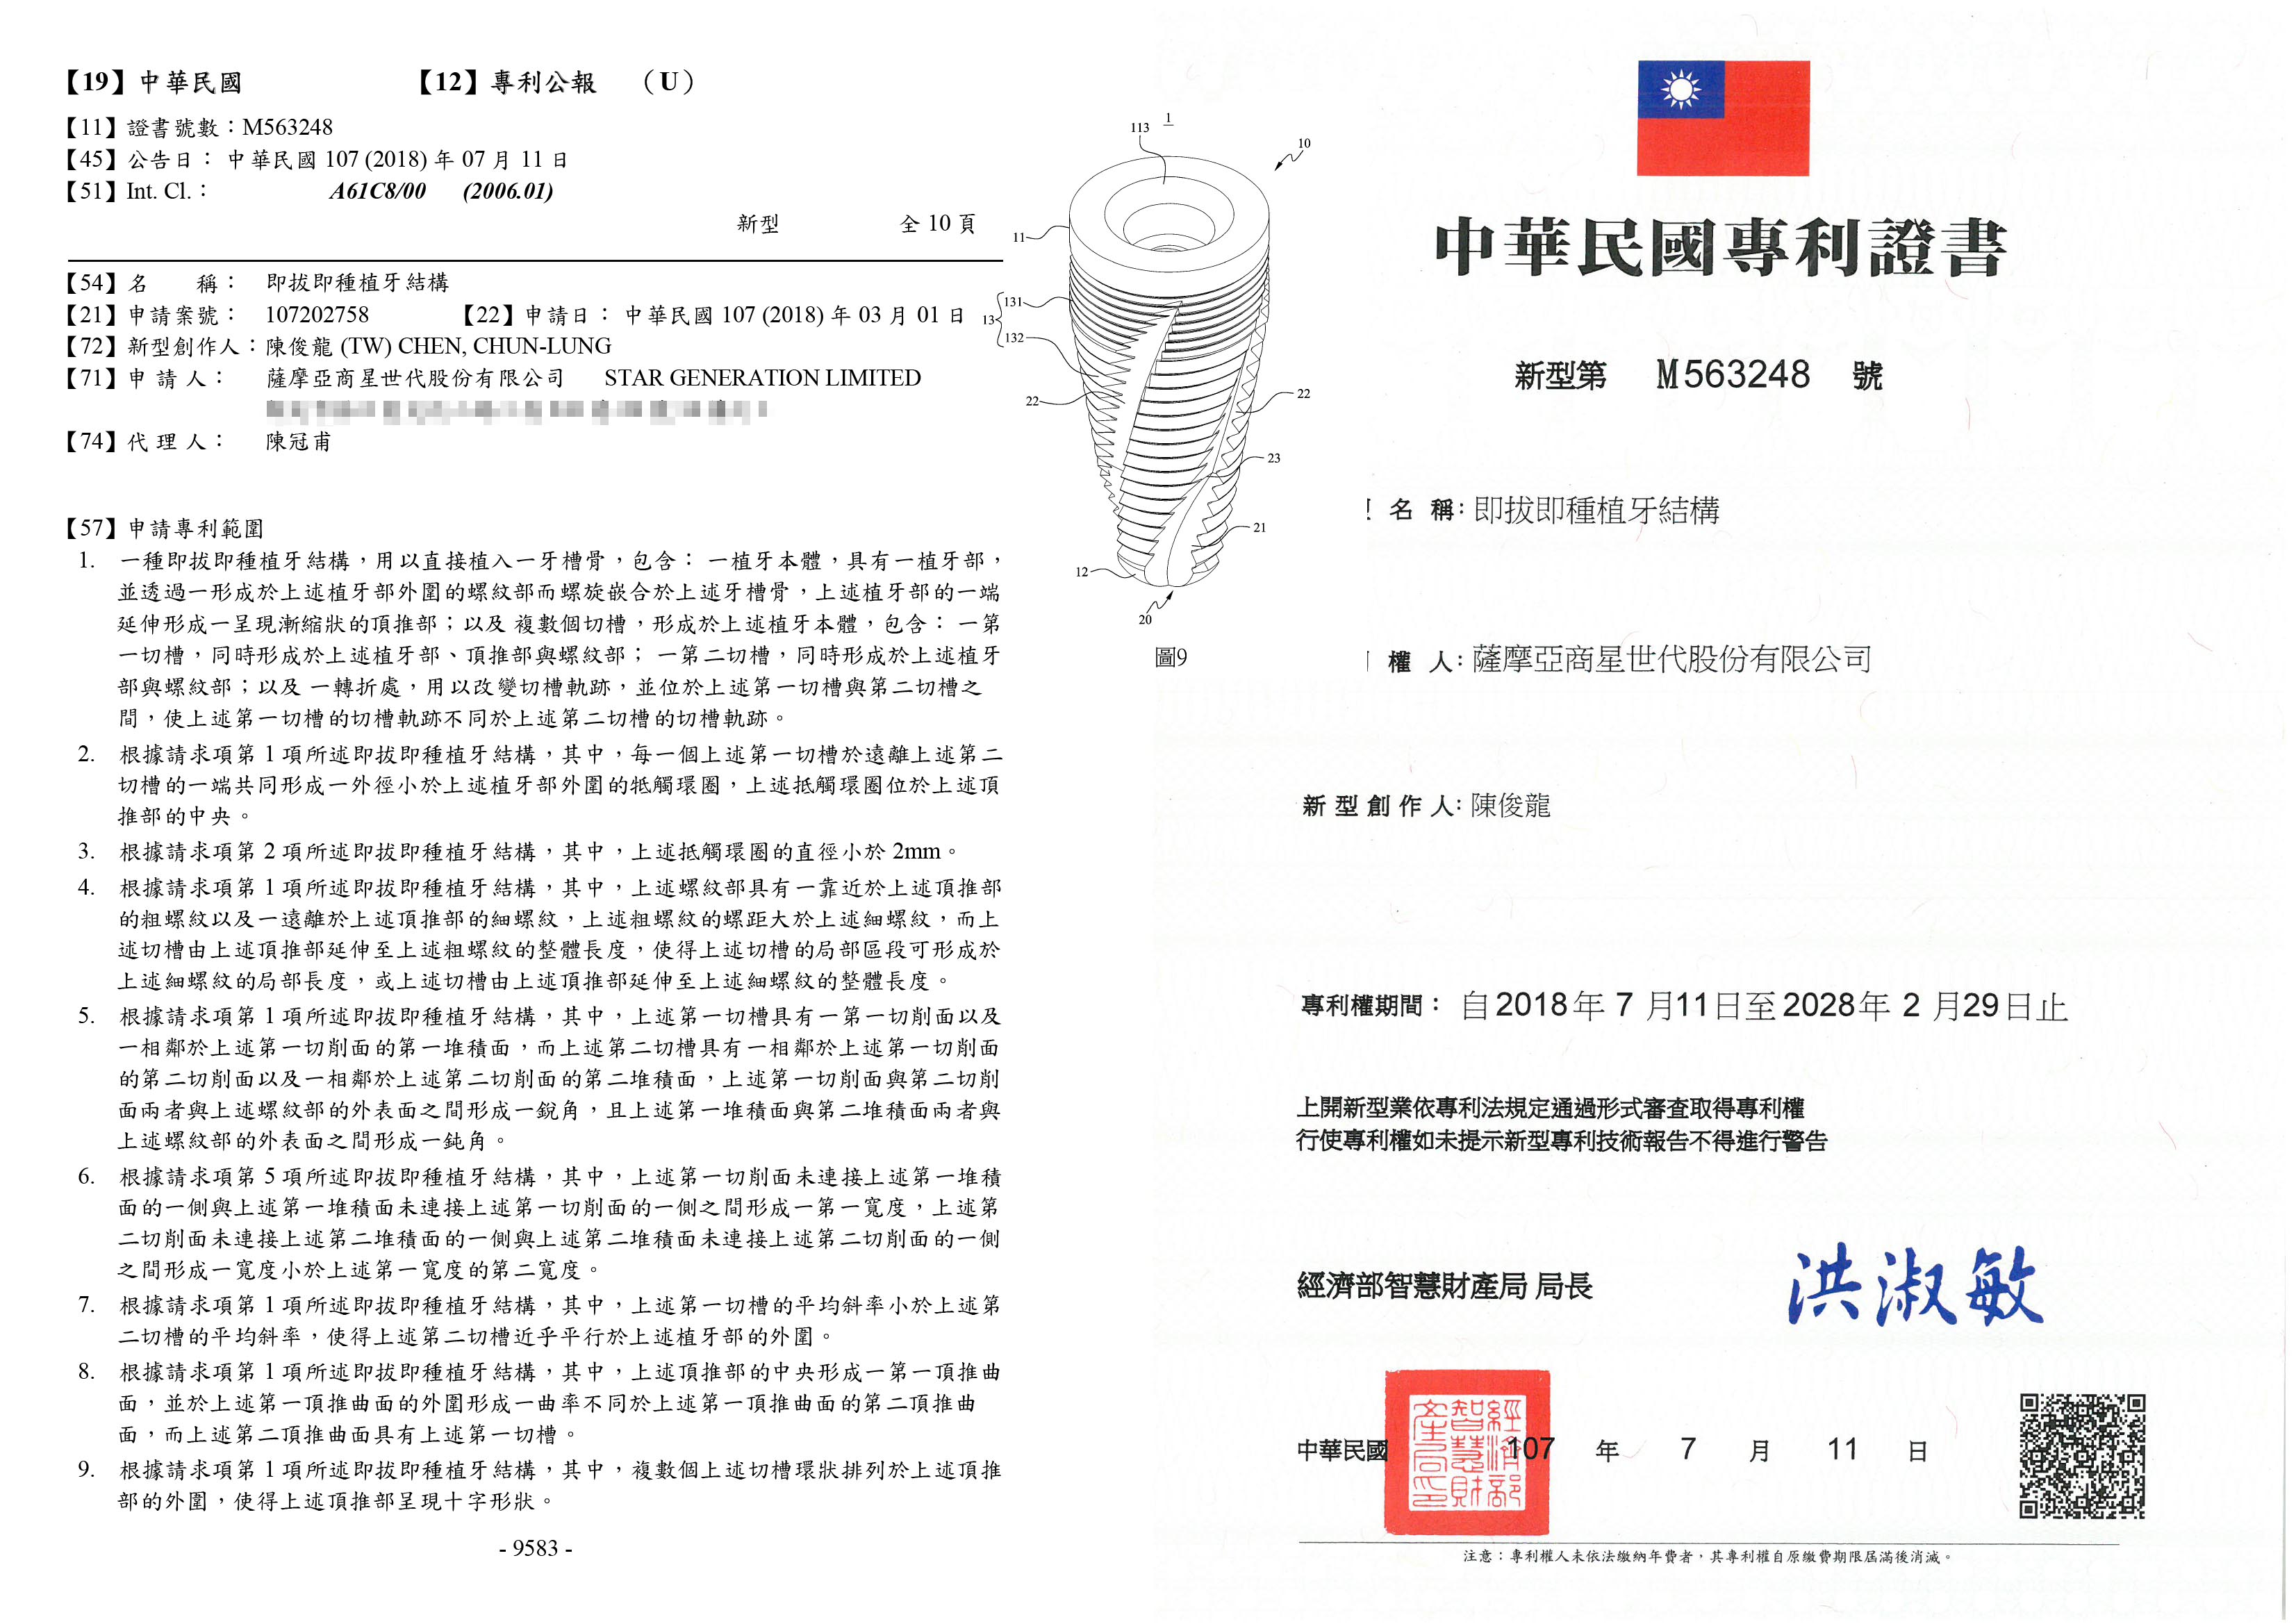 【19】中華民國 【12】專利公報 (U)
【11】證書號數：M563248
【45】公告日： 中華民國 107 (2018) 年 07 月 11 日
【51】Int. Cl.： A61C8/00 (2006.01)
新型 全 10 頁
【54】名 稱： 即拔即種植牙結構
【21】申請案號： 107202758 【22】申請日： 中華民國 107 (2018) 年 03 月 01 日
【72】新型創作人：陳俊龍 (TW) CHEN, CHUN-LUNG
【71】申 請 人： 薩摩亞商星世代股份有限公司 STAR GENERATION LIMITED
【74】代 理 人： 陳冠甫
【57】申請專利範圍
1. 一種即拔即種植牙結構，用以直接植入一牙槽骨，包含： 一植牙本體，具有一植牙部，
並透過一形成於上述植牙部外圍的螺紋部而螺旋嵌合於上述牙槽骨，上述植牙部的一端
延伸形成一呈現漸縮狀的頂推部；以及 複數個切槽，形成於上述植牙本體，包含： 一第
一切槽，同時形成於上述植牙部、頂推部與螺紋部； 一第二切槽，同時形成於上述植牙
部與螺紋部；以及 一轉折處，用以改變切槽軌跡，並位於上述第一切槽與第二切槽之
間，使上述第一切槽的切槽軌跡不同於上述第二切槽的切槽軌跡。
2. 根據請求項第 1 項所述即拔即種植牙結構，其中，每一個上述第一切槽於遠離上述第二
切槽的一端共同形成一外徑小於上述植牙部外圍的牴觸環圈，上述抵觸環圈位於上述頂
推部的中央。
3. 根據請求項第 2 項所述即拔即種植牙結構，其中，上述抵觸環圈的直徑小於 2mm。
4. 根據請求項第 1 項所述即拔即種植牙結構，其中，上述螺紋部具有一靠近於上述頂推部
的粗螺紋以及一遠離於上述頂推部的細螺紋，上述粗螺紋的螺距大於上述細螺紋，而上
述切槽由上述頂推部延伸至上述粗螺紋的整體長度，使得上述切槽的局部區段可形成於
上述細螺紋的局部長度，或上述切槽由上述頂推部延伸至上述細螺紋的整體長度。
5. 根據請求項第 1 項所述即拔即種植牙結構，其中，上述第一切槽具有一第一切削面以及
一相鄰於上述第一切削面的第一堆積面，而上述第二切槽具有一相鄰於上述第一切削面
的第二切削面以及一相鄰於上述第二切削面的第二堆積面，上述第一切削面與第二切削
面兩者與上述螺紋部的外表面之間形成一銳角，且上述第一堆積面與第二堆積面兩者與
上述螺紋部的外表面之間形成一鈍角。
6. 根據請求項第 5 項所述即拔即種植牙結構，其中，上述第一切削面未連接上述第一堆積
面的一側與上述第一堆積面未連接上述第一切削面的一側之間形成一第一寬度，上述第
二切削面未連接上述第二堆積面的一側與上述第二堆積面未連接上述第二切削面的一側
之間形成一寬度小於上述第一寬度的第二寬度。
7. 根據請求項第 1 項所述即拔即種植牙結構，其中，上述第一切槽的平均斜率小於上述第
二切槽的平均斜率，使得上述第二切槽近乎平行於上述植牙部的外圍。
8. 根據請求項第 1 項所述即拔即種植牙結構，其中，上述頂推部的中央形成一第一頂推曲
面，並於上述第一頂推曲面的外圍形成一曲率不同於上述第一頂推曲面的第二頂推曲
面，而上述第二頂推曲面具有上述第一切槽。
9. 根據請求項第 1 項所述即拔即種植牙結構，其中，複數個上述切槽環狀排列於上述頂推
部的外圍，使得上述頂推部呈現十字形狀。
- 9583 -
1
113
10
11
131
13
132
22
22
23
21
12
20
圖9
中華民國專利證書
新型第 M563248 號
名 稱：即拔即種植牙結構
權 人：薩摩亞商星世代股份有限公司
新型創作人：陳俊龍
專利權期間： 自2018年 7 月11日至2028年 2 月29日止
上開新型業依專利法規定通過形式審查取得專利權
行使專利權如未提示新型專利技術報告不得進行警告
經濟部智慧財產局 局長 洪淑敏
經濟部智慧財產局印
中華民國 107 年 7 月 11 日
注意：專利權人未依法繳納年費者，其專利權自原繳費期限屆滿後消滅。